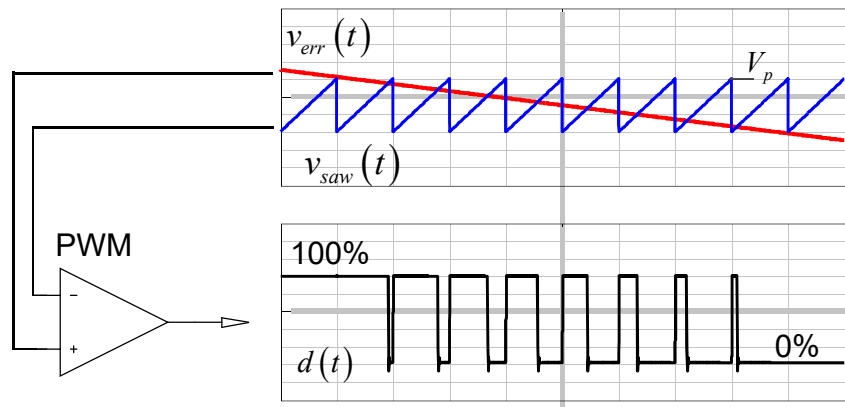 v_err (t)
V_p
v_saw (t)
PWM
100%
−
+
d(t)
0%